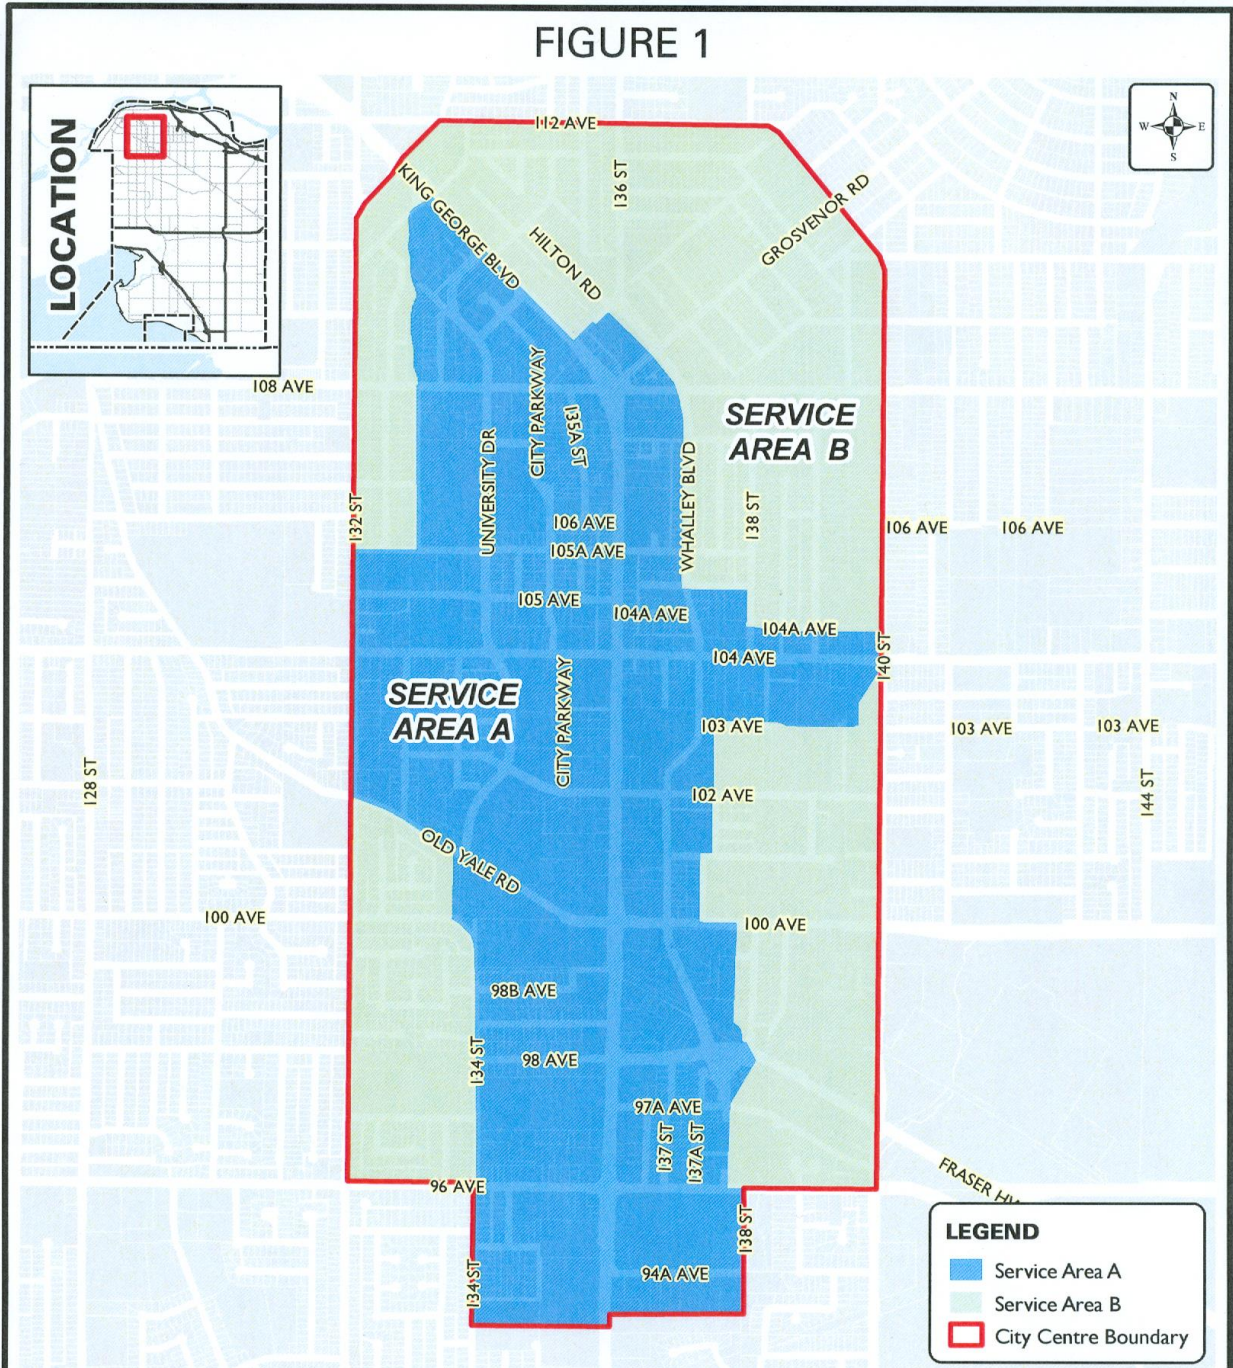 FIGURE 1
LOCATION
N
W
E
S
112 AVE
136 ST
KING GEORGE BLVD
HILTON RD
GROSVENOR RD
108 AVE
CITY PARKWAY
135A ST
SERVICE
AREA B
UNIVERSITY DR
WHALLEY BLVD
132 ST
138 ST
106 AVE
106 AVE
106 AVE
105A AVE
105 AVE
104A AVE
104A AVE
104 AVE
140 ST
SERVICE
AREA A
CITY PARKWAY
103 AVE
103 AVE
103 AVE
128 ST
102 AVE
144 ST
OLD YALE RD
100 AVE
100 AVE
98B AVE
134 ST
98 AVE
97A AVE
137 ST
137A ST
96 AVE
FRASER
138 ST
134 ST
94A AVE
LEGEND
Service Area A
Service Area B
City Centre Boundary